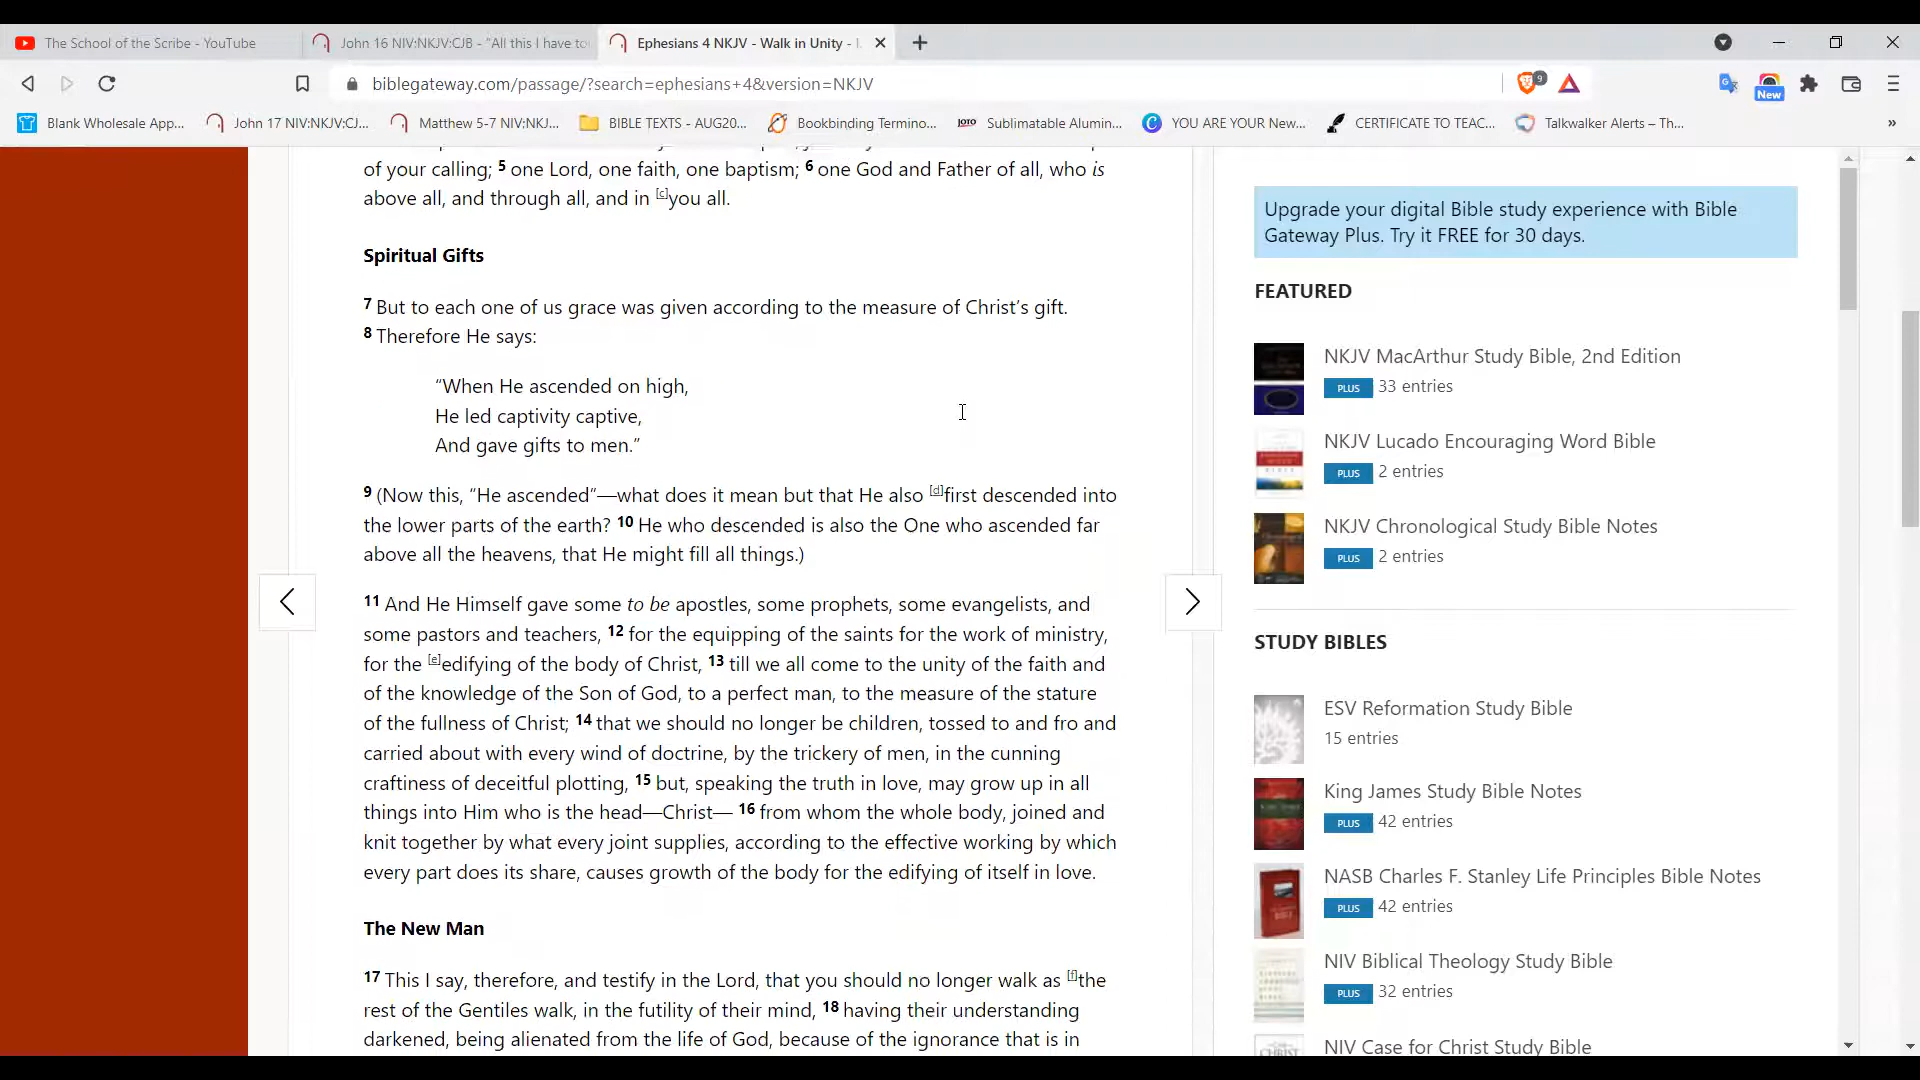 The School of the Scribe - YouTube
John 16 NIV;NKJV;CJB - "All this I have to
Ephesians 4 NKJV - Walk in Unity - I,
biblegateway.com/passage/?search=ephesians+4&version=NKJV
9
New
Blank Wholesale App...
John 17 NIV;NKJV;CJ...
Matthew 5-7 NIV;NKJ...
BIBLE TEXTS - AUG20...
Bookbinding Termino...
JOTO
Sublimatable Alumin...
YOU ARE YOUR New...
CERTIFICATE TO TEAC...
Talkwalker Alerts – Th...
»
of your calling; 5 one Lord, one faith, one baptism; 6 one God and Father of all, who is
above all, and through all, and in [c]you all.
Spiritual Gifts
7 But to each one of us grace was given according to the measure of Christ’s gift.
8 Therefore He says:
“When He ascended on high,
He led captivity captive,
And gave gifts to men.”
9 (Now this, “He ascended”—what does it mean but that He also [d]first descended into
the lower parts of the earth? 10 He who descended is also the One who ascended far
above all the heavens, that He might fill all things.)
11 And He Himself gave some to be apostles, some prophets, some evangelists, and
some pastors and teachers, 12 for the equipping of the saints for the work of ministry,
for the [e]edifying of the body of Christ, 13 till we all come to the unity of the faith and
of the knowledge of the Son of God, to a perfect man, to the measure of the stature
of the fullness of Christ; 14 that we should no longer be children, tossed to and fro and
carried about with every wind of doctrine, by the trickery of men, in the cunning
craftiness of deceitful plotting, 15 but, speaking the truth in love, may grow up in all
things into Him who is the head—Christ— 16 from whom the whole body, joined and
knit together by what every joint supplies, according to the effective working by which
every part does its share, causes growth of the body for the edifying of itself in love.
The New Man
17 This I say, therefore, and testify in the Lord, that you should no longer walk as [f]the
rest of the Gentiles walk, in the futility of their mind, 18 having their understanding
darkened, being alienated from the life of God, because of the ignorance that is in
Upgrade your digital Bible study experience with Bible
Gateway Plus. Try it FREE for 30 days.
FEATURED
NKJV MacArthur Study Bible, 2nd Edition
PLUS 33 entries
NKJV Lucado Encouraging Word Bible
PLUS 2 entries
NKJV Chronological Study Bible Notes
PLUS 2 entries
STUDY BIBLES
ESV Reformation Study Bible
15 entries
King James Study Bible Notes
PLUS 42 entries
NASB Charles F. Stanley Life Principles Bible Notes
PLUS 42 entries
NIV Biblical Theology Study Bible
PLUS 32 entries
NIV Case for Christ Study Bible